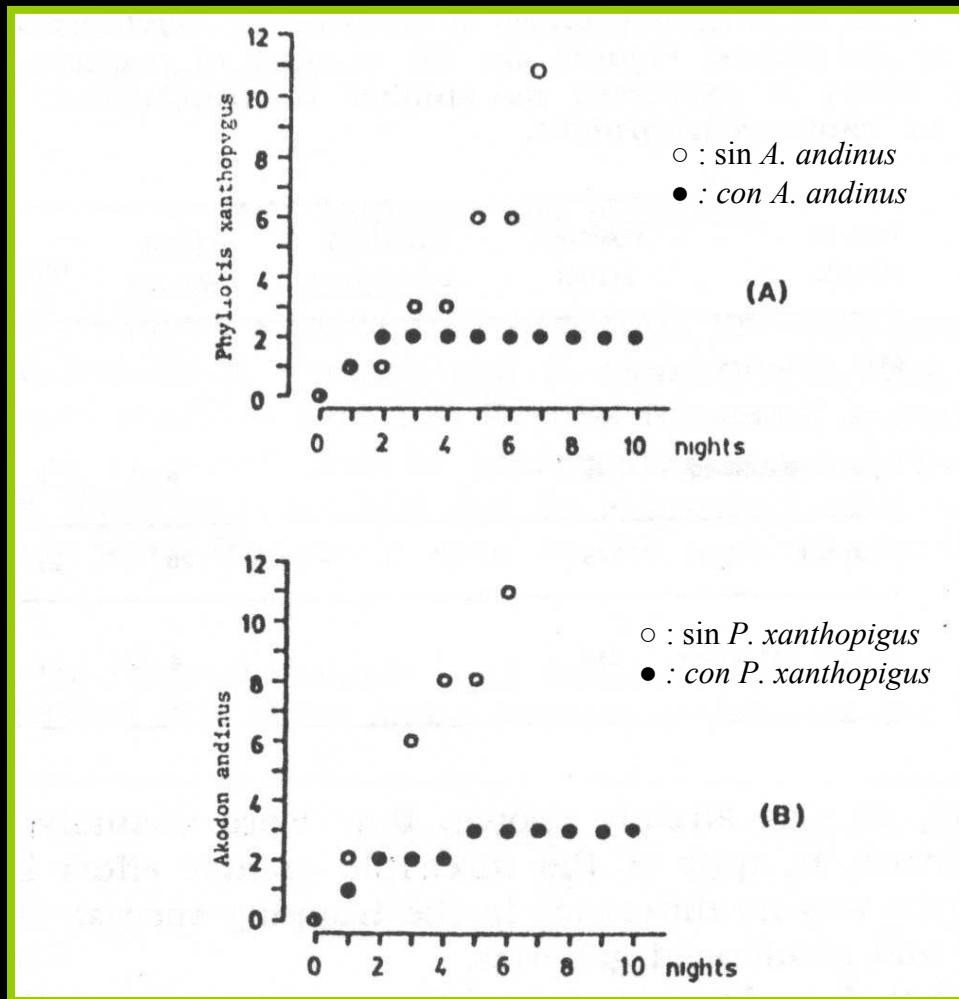 12
10
8
6
4
2
0
Phyllotis xanthopygus
○ : sin A. andinus
● : con A. andinus
(A)
0 2 4 6 8 10 nights
12
10
8
6
4
2
0
Akodon andinus
○ : sin P. xanthopigus
● : con P. xanthopigus
(B)
0 2 4 6 8 10 nights